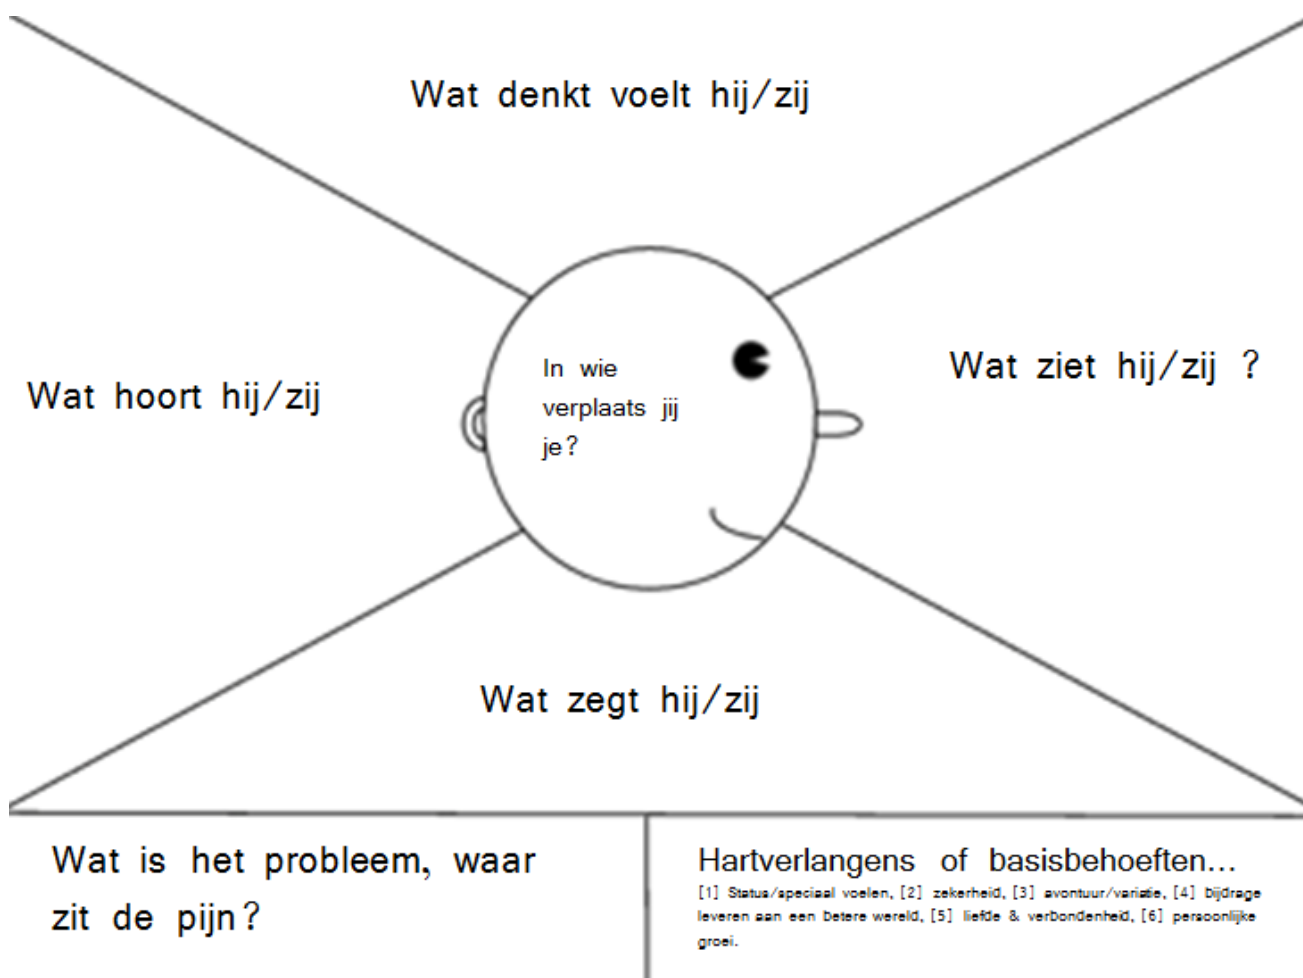 Wat denkt voelt hij/zij
Wat hoort hij/zij
In wie
verplaats jij
je?
Wat ziet hij/zij ?
Wat zegt hij/zij
Wat is het probleem, waar
zit de pijn?
Hartverlangens of basisbehoeften...
[1] Status/speciaal voelen, [2] zekerheid, [3] avontuur/variatie, [4] bijdrage
leveren aan een betere wereld, [5] liefde & verbondenheid, [6] persoonlijke
groei.